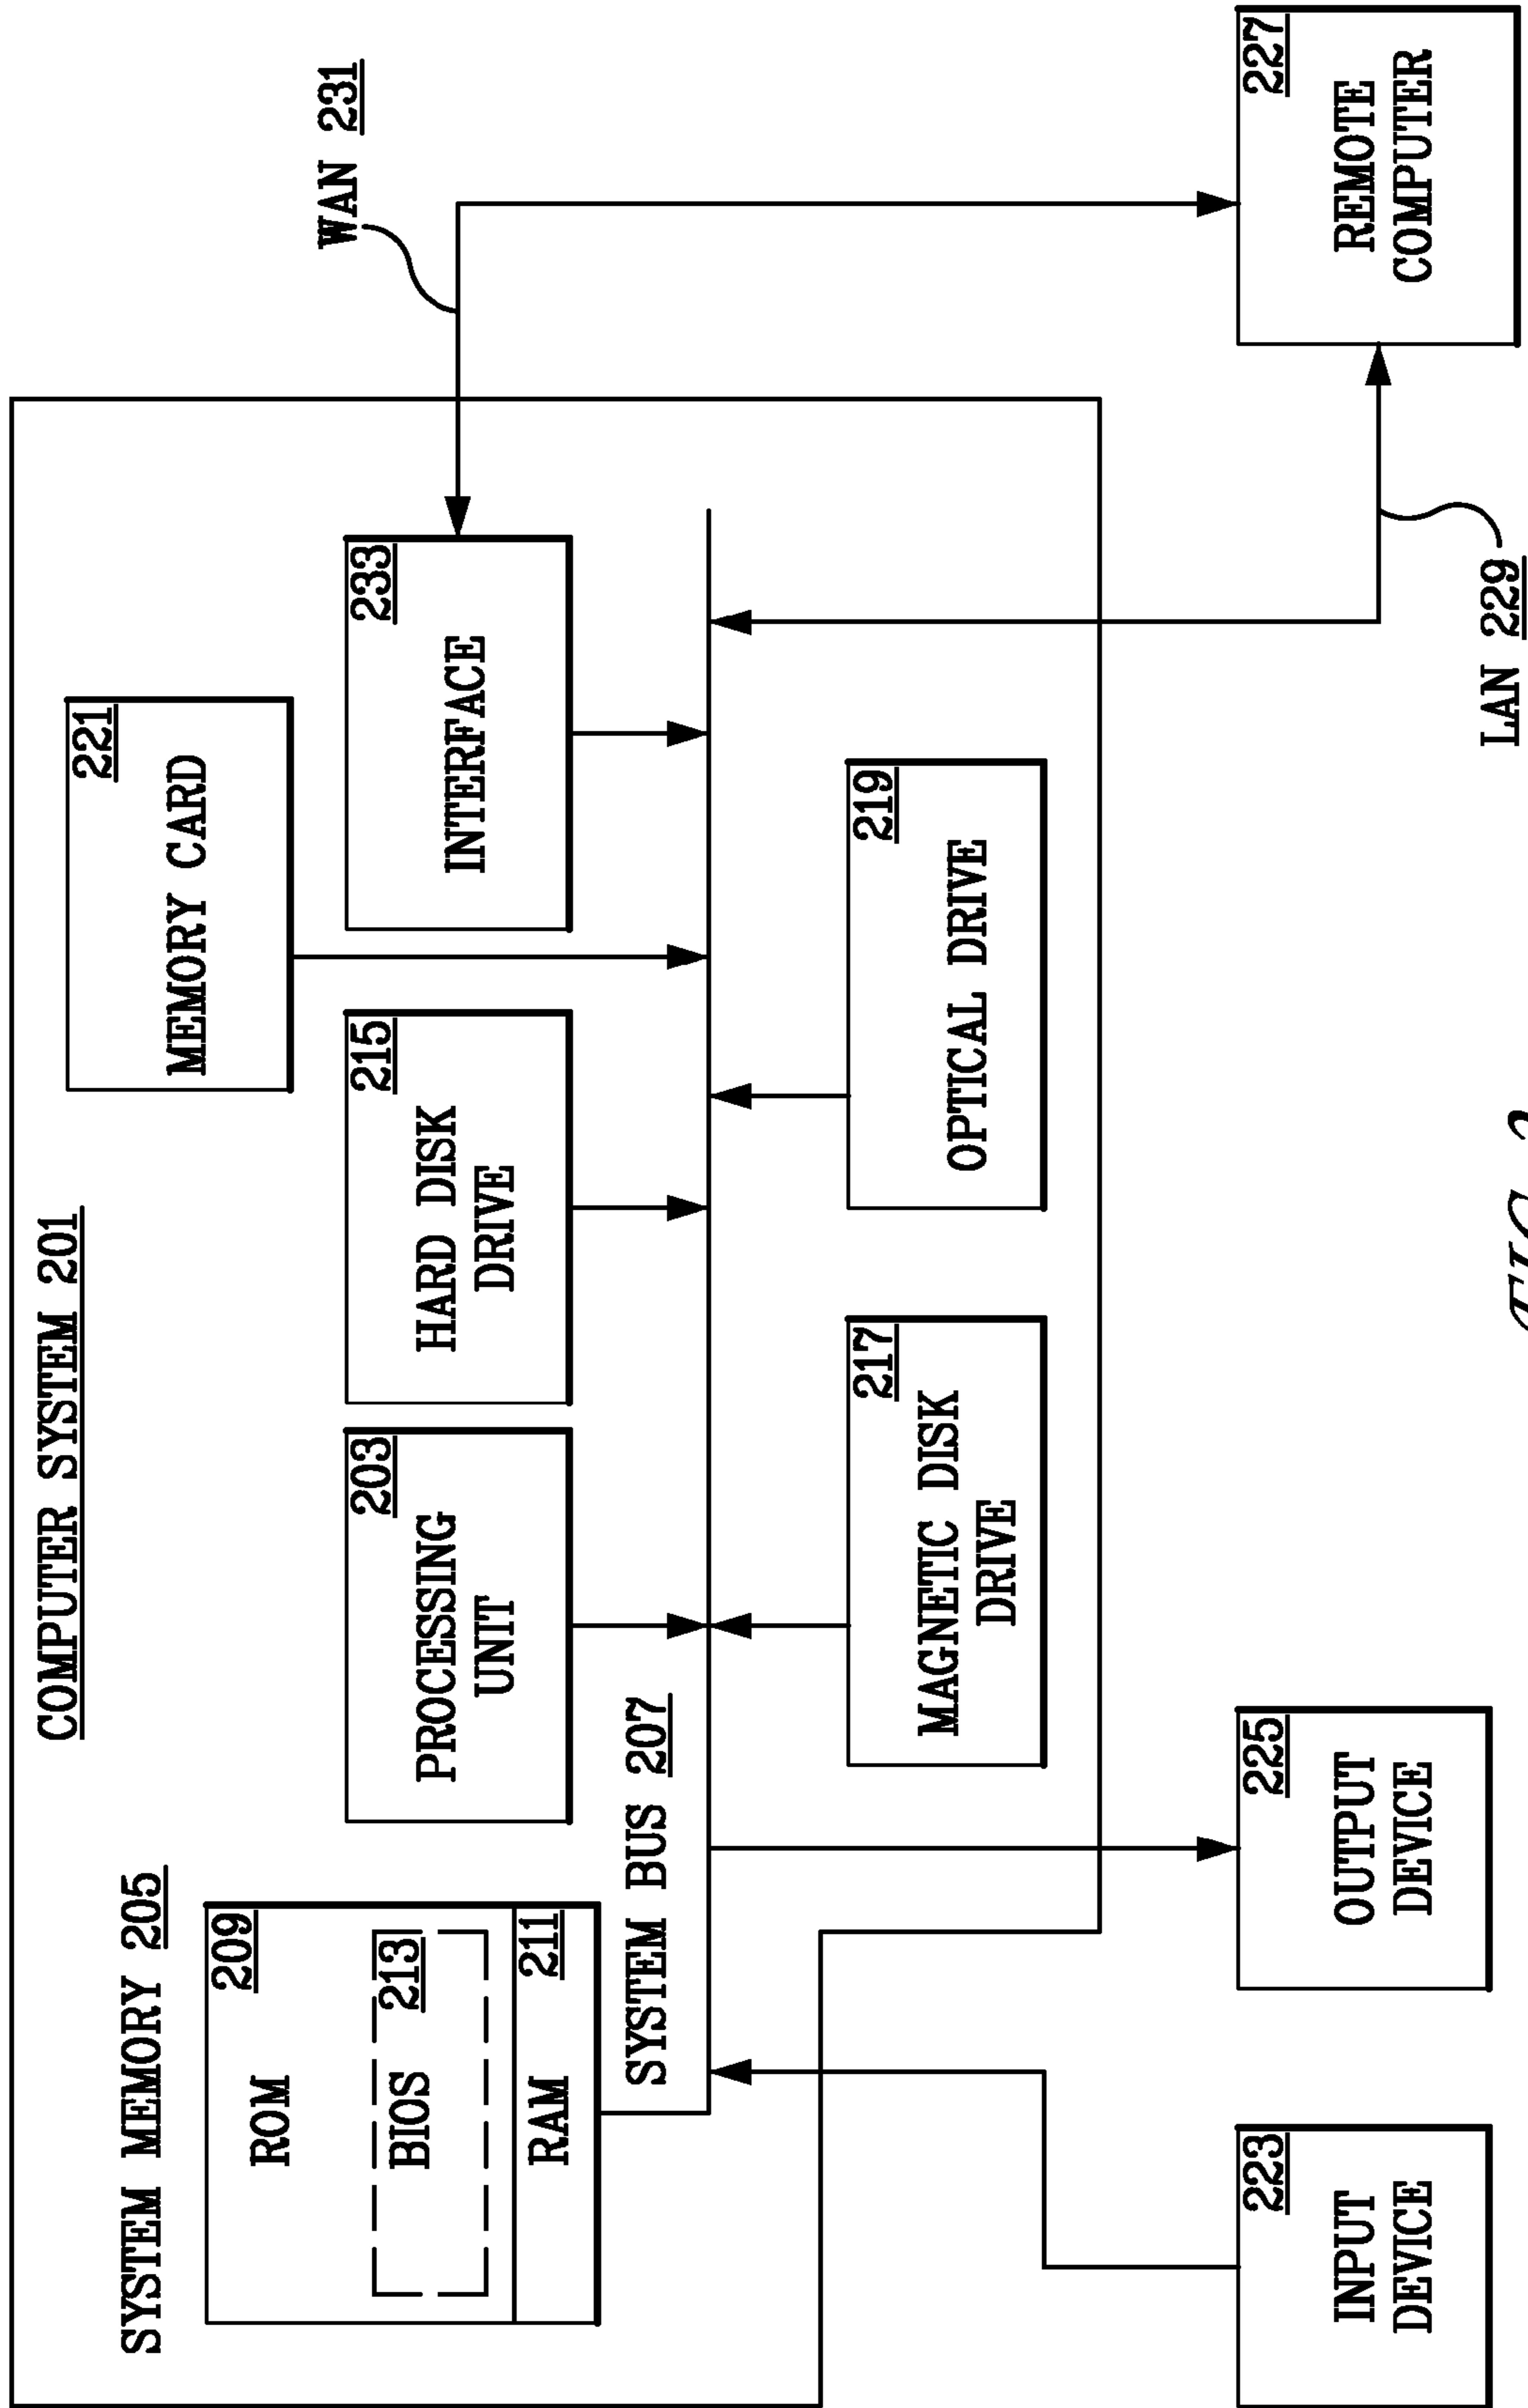 COMPUTER SYSTEM 201
SYSTEM MEMORY 205
209
ROM
213
BIOS
211
RAM
203
PROCESSING
UNIT
215
HARD DISK
DRIVE
221
MEMORY CARD
233
INTERFACE
WAN 231
SYSTEM BUS 207
217
MAGNETIC DISK
DRIVE
219
OPTICAL DRIVE
223
INPUT
DEVICE
225
OUTPUT
DEVICE
LAN 229
227
REMOTE
COMPUTER